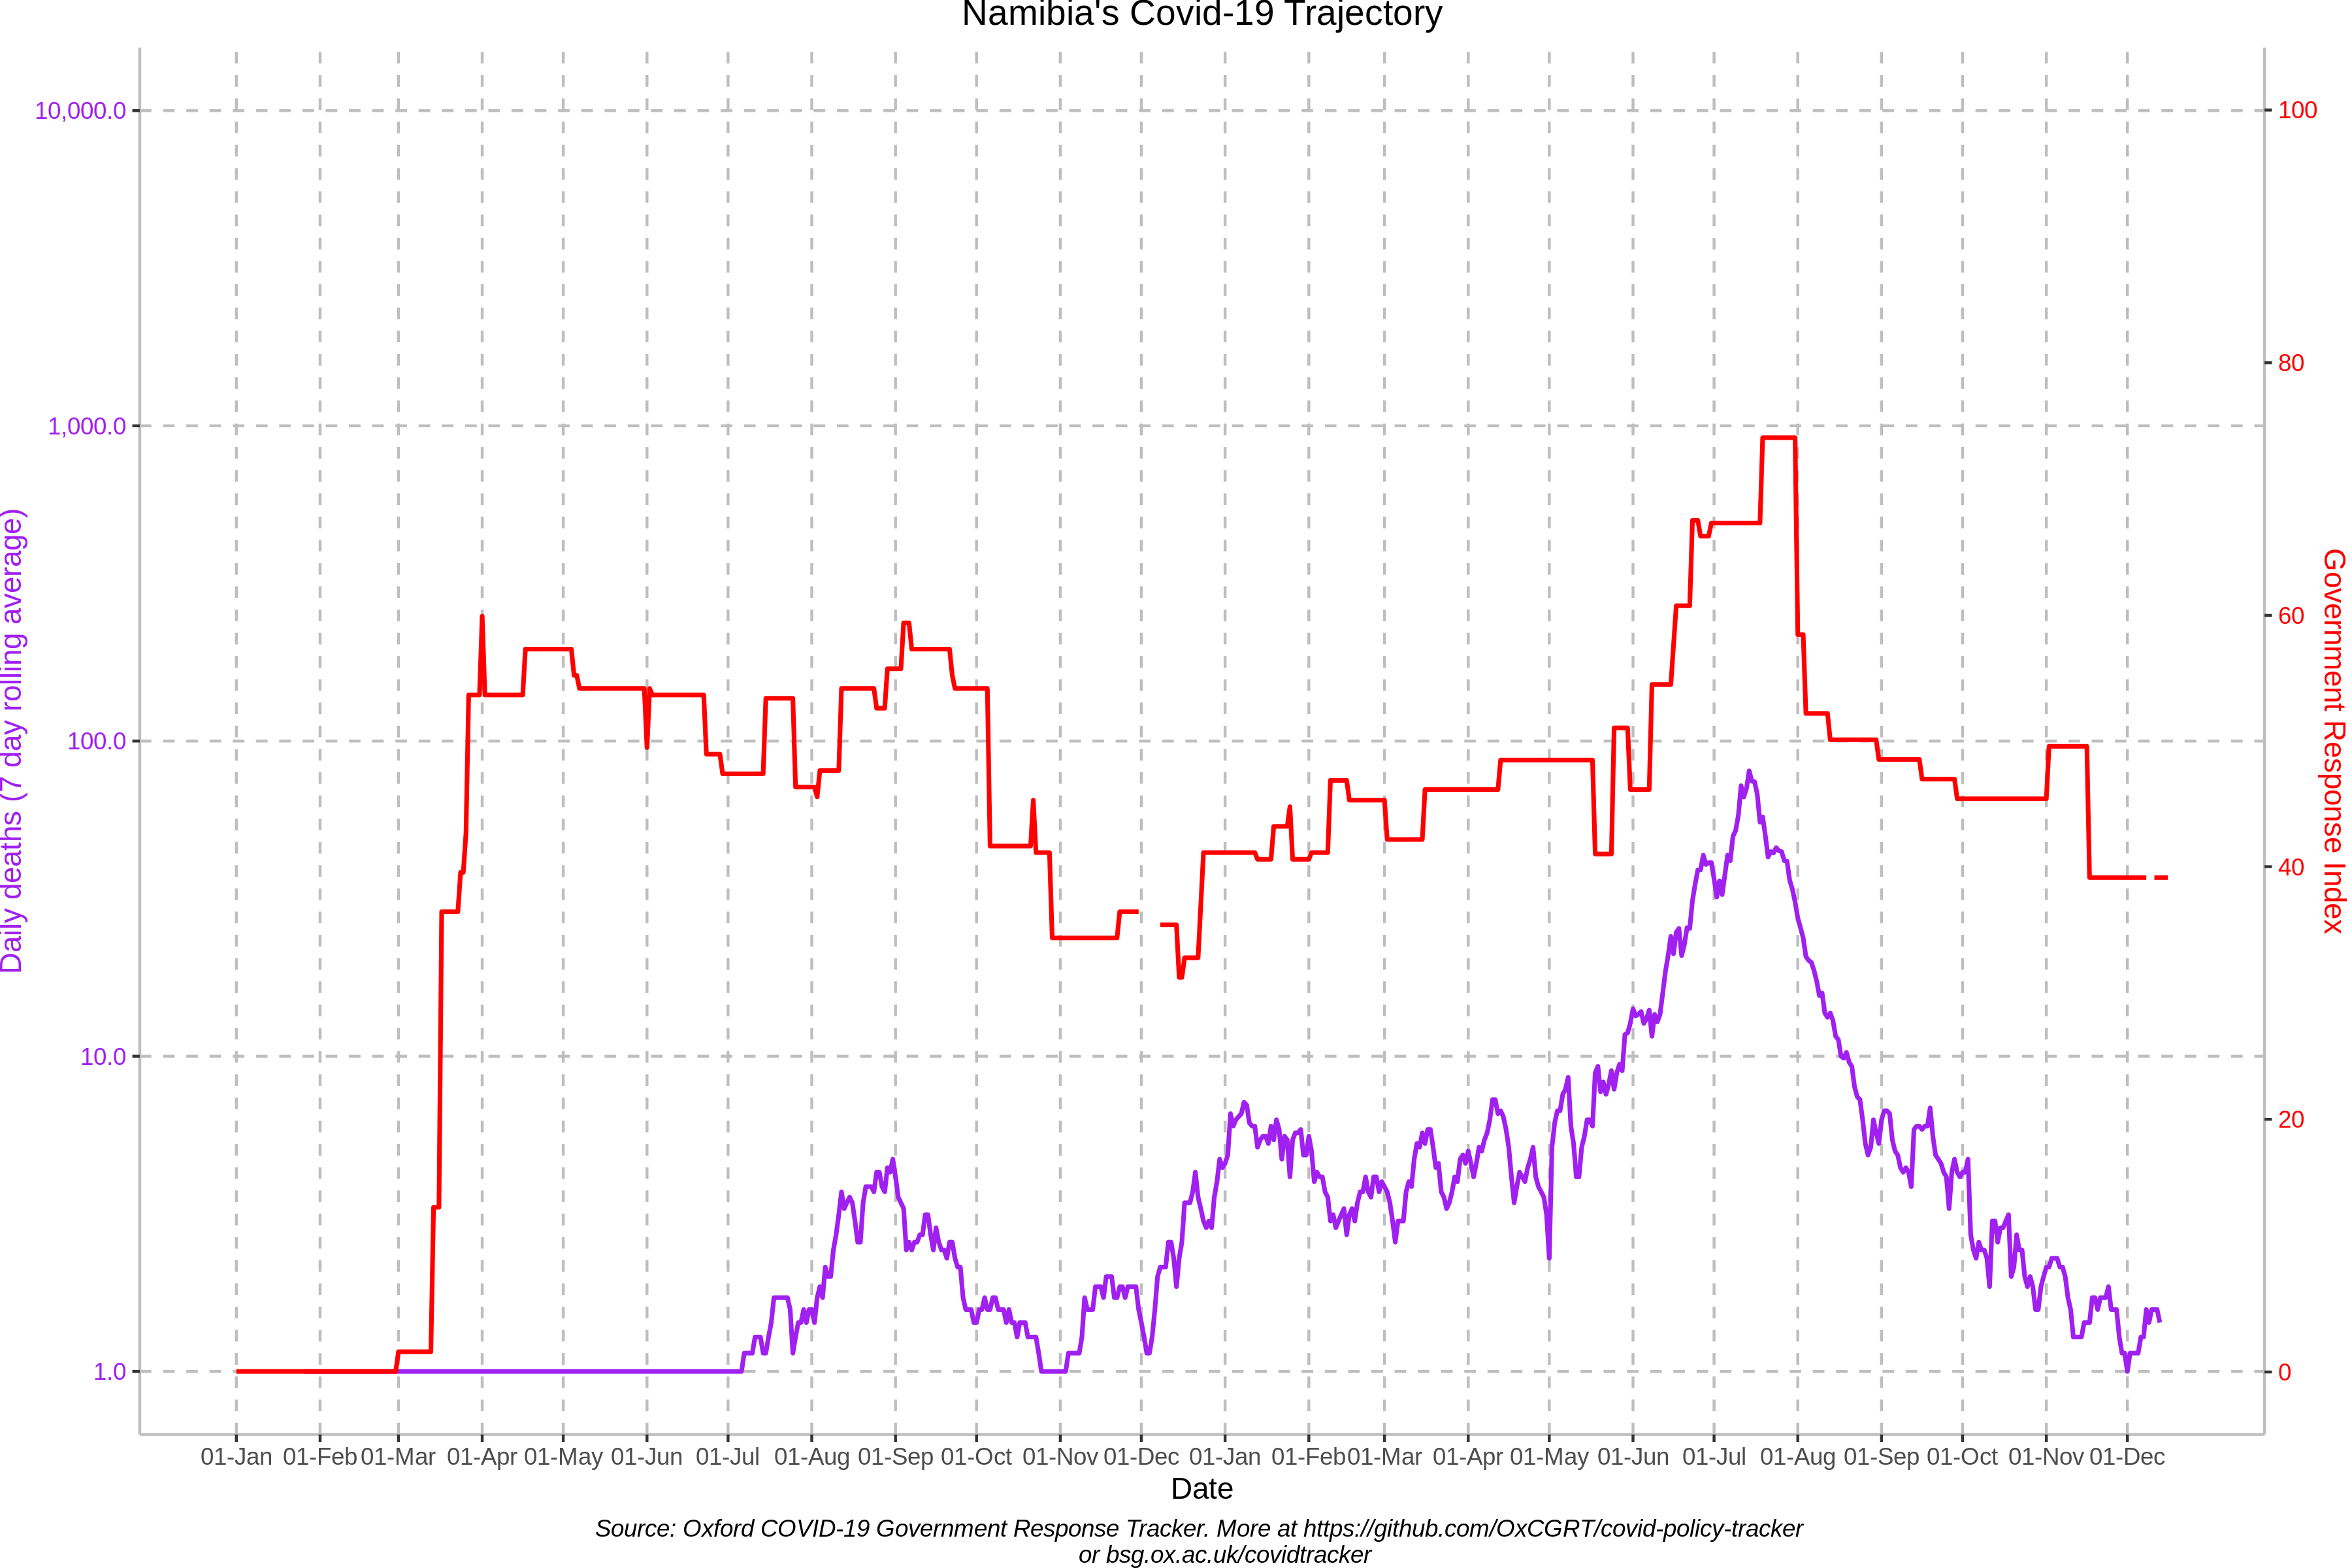 Namibia's Covid-19 Trajectory
10,000.0
1,000.0
100.0
10.0
1.0
Daily deaths (7 day rolling average)
100
80
60
40
20
0
Government Response Index
01-Jan 01-Feb 01-Mar 01-Apr 01-May 01-Jun 01-Jul 01-Aug 01-Sep 01-Oct 01-Nov 01-Dec 01-Jan 01-Feb 01-Mar 01-Apr 01-May 01-Jun 01-Jul 01-Aug 01-Sep 01-Oct 01-Nov 01-Dec
Date
Source: Oxford COVID-19 Government Response Tracker. More at https://github.com/OxCGRT/covid-policy-tracker
or bsg.ox.ac.uk/covidtracker